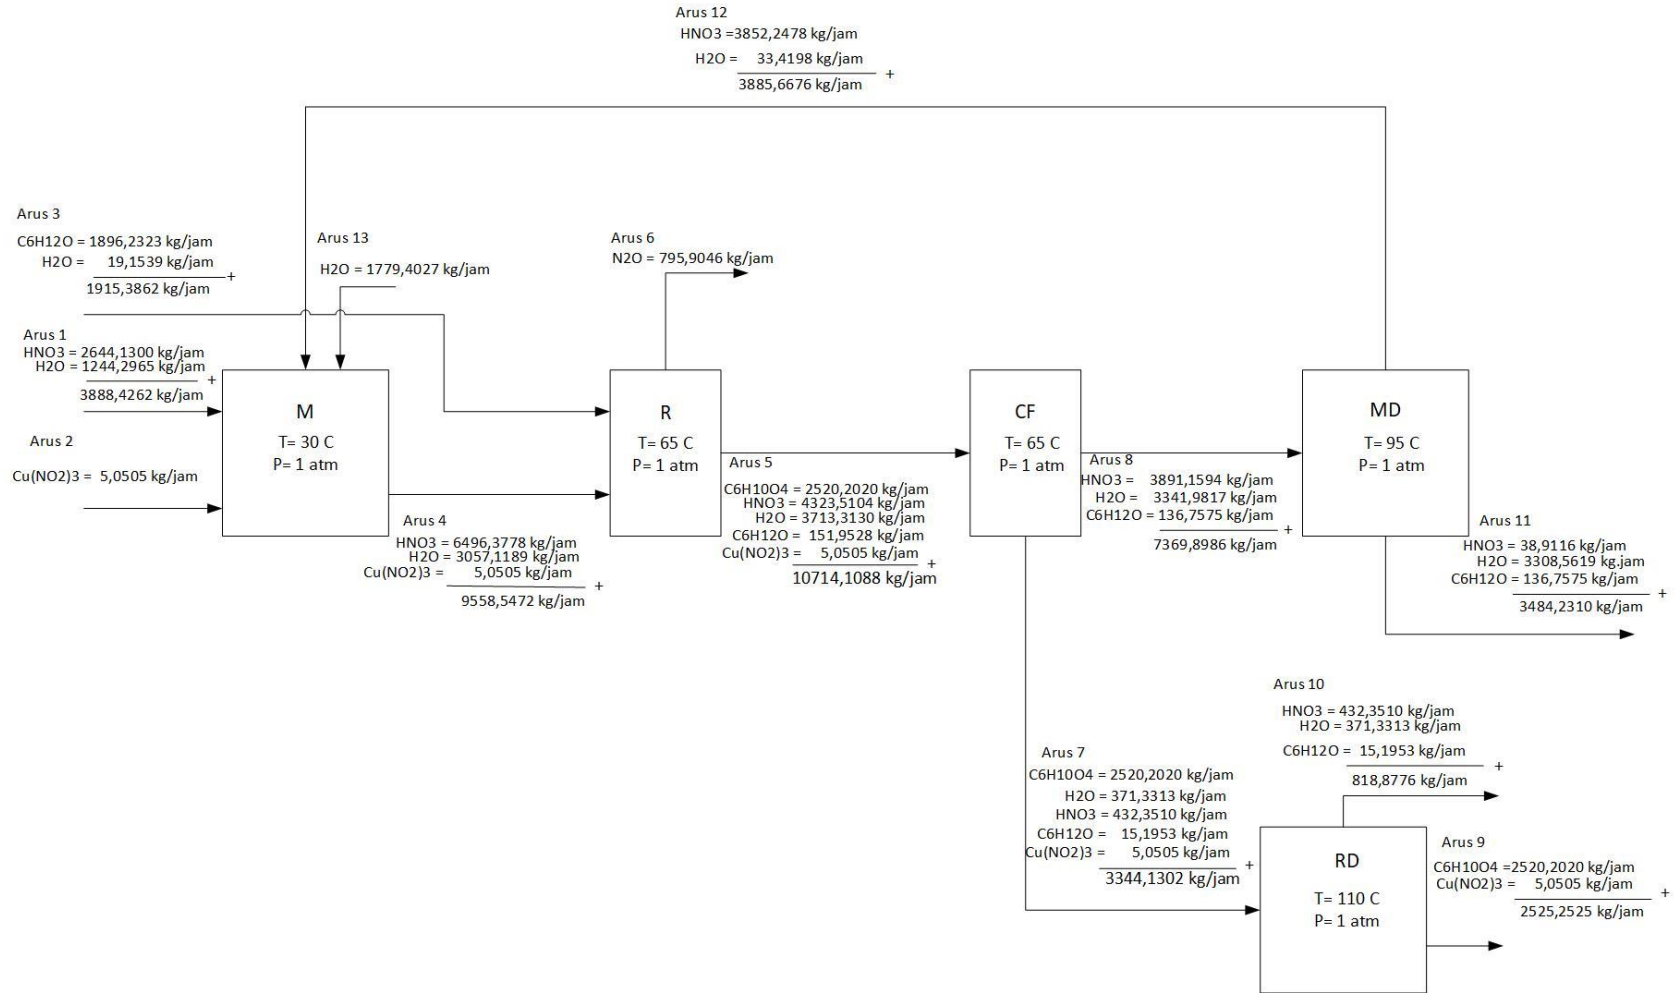 Arus 12
HNO3 =3852,2478 kg/jam
H2O = 33,4198 kg/jam
+
3885,6676 kg/jam
Arus 3
C6H12O = 1896,2323 kg/jam
H2O = 19,1539 kg/jam
+
1915,3862 kg/jam
Arus 13
H2O = 1779,4027 kg/jam
Arus 6
N2O = 795,9046 kg/jam
Arus 1
HNO3 = 2644,1300 kg/jam
H2O = 1244,2965 kg/jam
+
3888,4262 kg/jam
Arus 2
Cu(NO2)3 = 5,0505 kg/jam
M
T= 30 C
P= 1 atm
R
T= 65 C
P= 1 atm
CF
T= 65 C
P= 1 atm
MD
T= 95 C
P= 1 atm
Arus 4
HNO3 = 6496,3778 kg/jam
H2O = 3057,1189 kg/jam
Cu(NO2)3 = 5,0505 kg/jam
+
9558,5472 kg/jam
Arus 5
C6H10O4 = 2520,2020 kg/jam
HNO3 = 4323,5104 kg/jam
H2O = 3713,3130 kg/jam
C6H12O = 151,9528 kg/jam
Cu(NO2)3 = 5,0505 kg/jam
+
10714,1088 kg/jam
Arus 8
HNO3 = 3891,1594 kg/jam
H2O = 3341,9817 kg/jam
C6H12O = 136,7575 kg/jam
+
7369,8986 kg/jam
Arus 11
HNO3 = 38,9116 kg/jam
H2O = 3308,5619 kg.jam
C6H12O = 136,7575 kg/jam
+
3484,2310 kg/jam
Arus 10
HNO3 = 432,3510 kg/jam
H2O = 371,3313 kg/jam
C6H12O = 15,1953 kg/jam
+
818,8776 kg/jam
Arus 7
C6H10O4 = 2520,2020 kg/jam
H2O = 371,3313 kg/jam
HNO3 = 432,3510 kg/jam
C6H12O = 15,1953 kg/jam
Cu(NO2)3 = 5,0505 kg/jam
+
3344,1302 kg/jam
RD
T= 110 C
P= 1 atm
Arus 9
C6H10O4 =2520,2020 kg/jam
Cu(NO2)3 = 5,0505 kg/jam
+
2525,2525 kg/jam